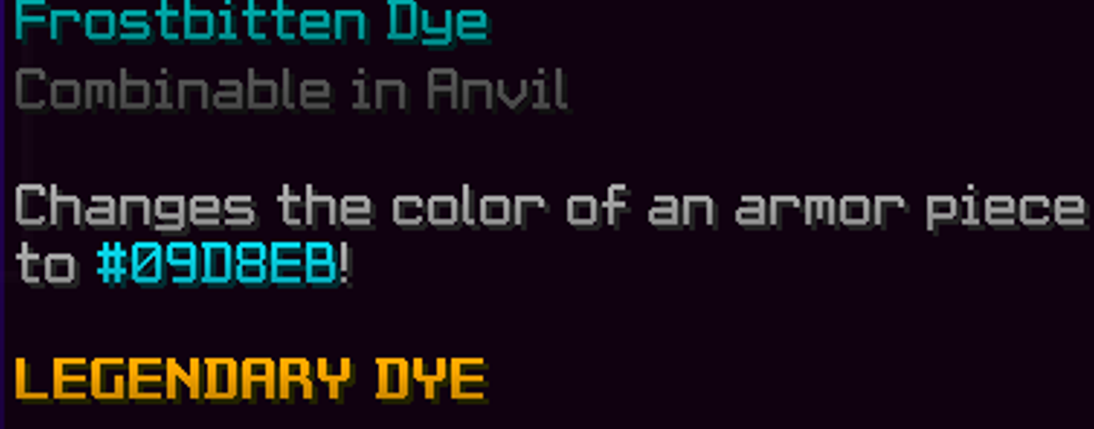 Frostbitten Dye
Combinable in Anvil
Changes the color of an armor piece
to #09D8EB!
LEGENDARY DYE